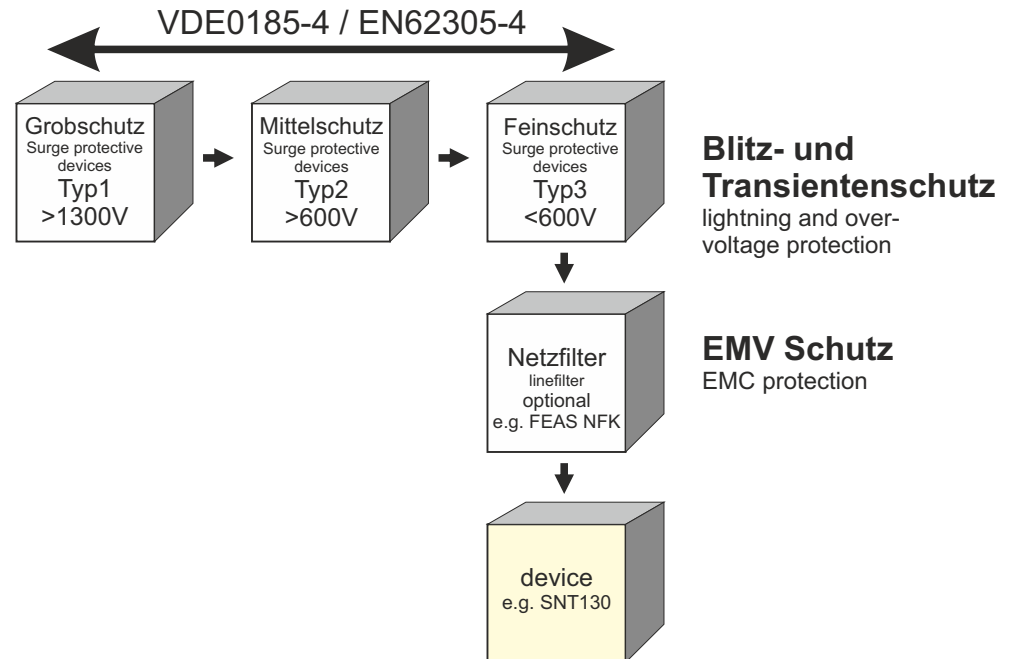 VDE0185-4 / EN62305-4
Grobschutz
Surge protective
devices
Typ1
>1300V
Mittelschutz
Surge protective
devices
Typ2
>600V
Feinschutz
Surge protective
devices
Typ3
<600V
Blitz- und
Transientenschutz
lightning and over-
voltage protection
Netzfilter
linefilter
optional
e.g. FEAS NFK
EMV Schutz
EMC protection
device
e.g. SNT130